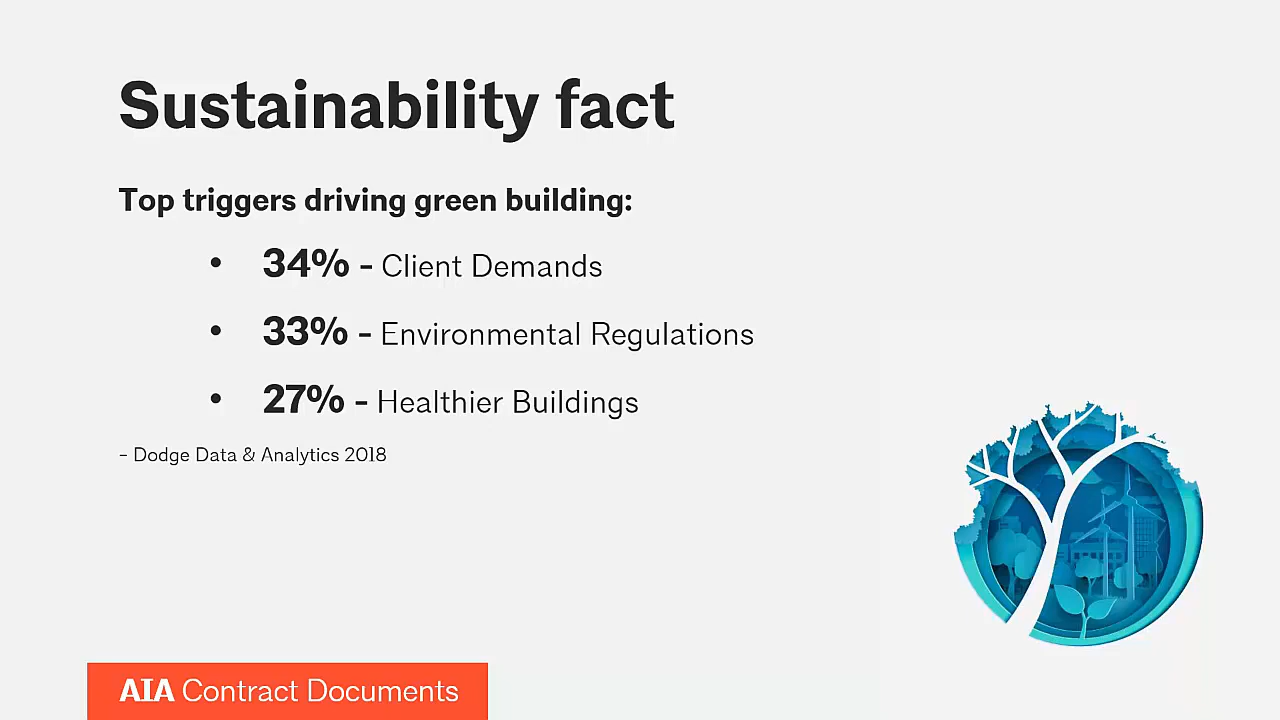 Sustainability fact
Top triggers driving green building:
• 34% - Client Demands
• 33% - Environmental Regulations
• 27% - Healthier Buildings
– Dodge Data & Analytics 2018
AIA Contract Documents